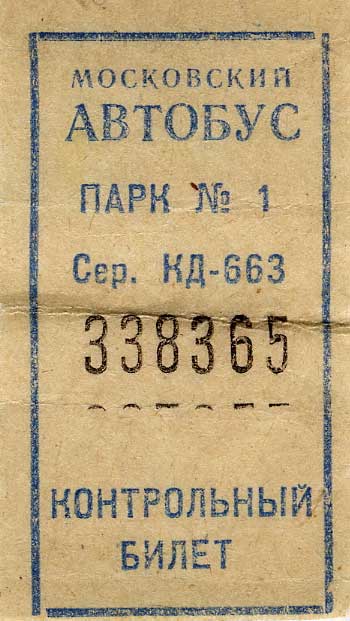 МОСКОВСКИЙ
АВТОБУС
ПАРК № 1
Сер. КД-663
338365
КОНТРОЛЬНЫЙ
БИЛЕТ